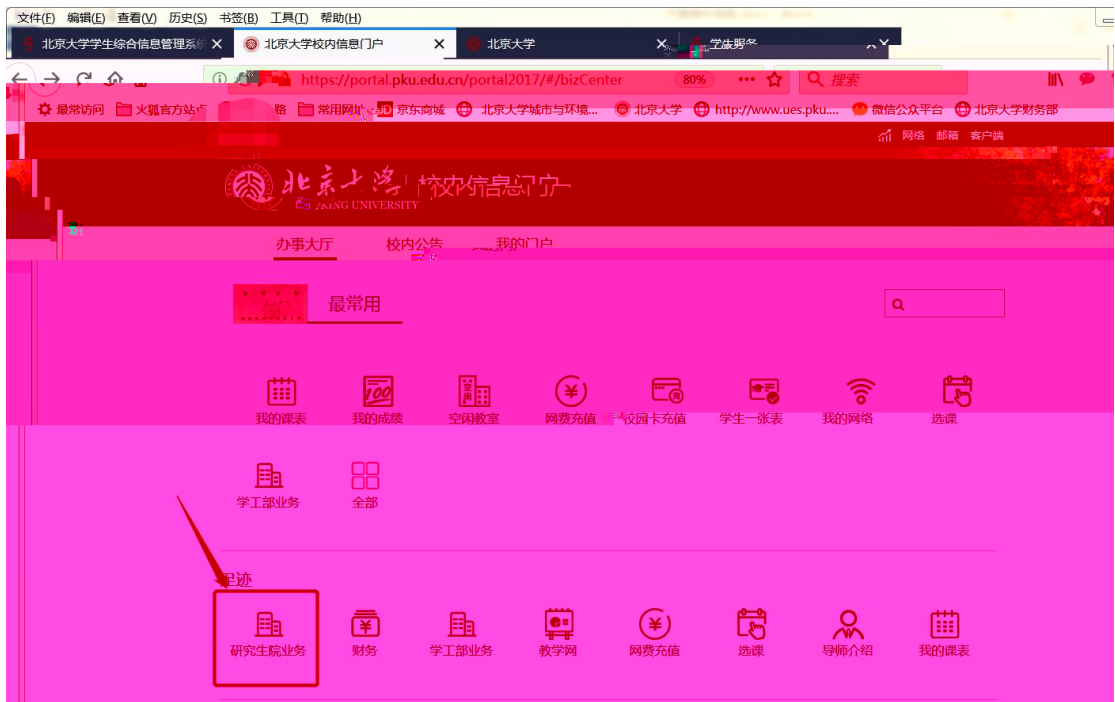 文件(F) 编辑(E) 查看(V) 历史(S) 书签(B) 工具(T) 帮助(H)
北京大学学生综合信息管理系统 北京大学校内信息门户 北京大学
https://portal.pku.edu.cn/portal2017/#/bizCenter 80% 搜索
最常访问 火狐官方站点 常用网址 京东商城 北京大学城市与环境... 北京大学 http://www.ues.pku.... 微信公众平台 北京大学财务部
网络 邮箱 客户端
北京大学 校内信息门户
KING UNIVERSITY
办事大厅 校内公告 我的门户
最常用
我的课表 我的成绩 空闲教室 网费充值 校园卡充值 学生一张表 我的网络 选课
学工部业务 全部
足迹
研究生院业务 财务 学工部业务 教学网 网费充值 选课 导师介绍 我的课表